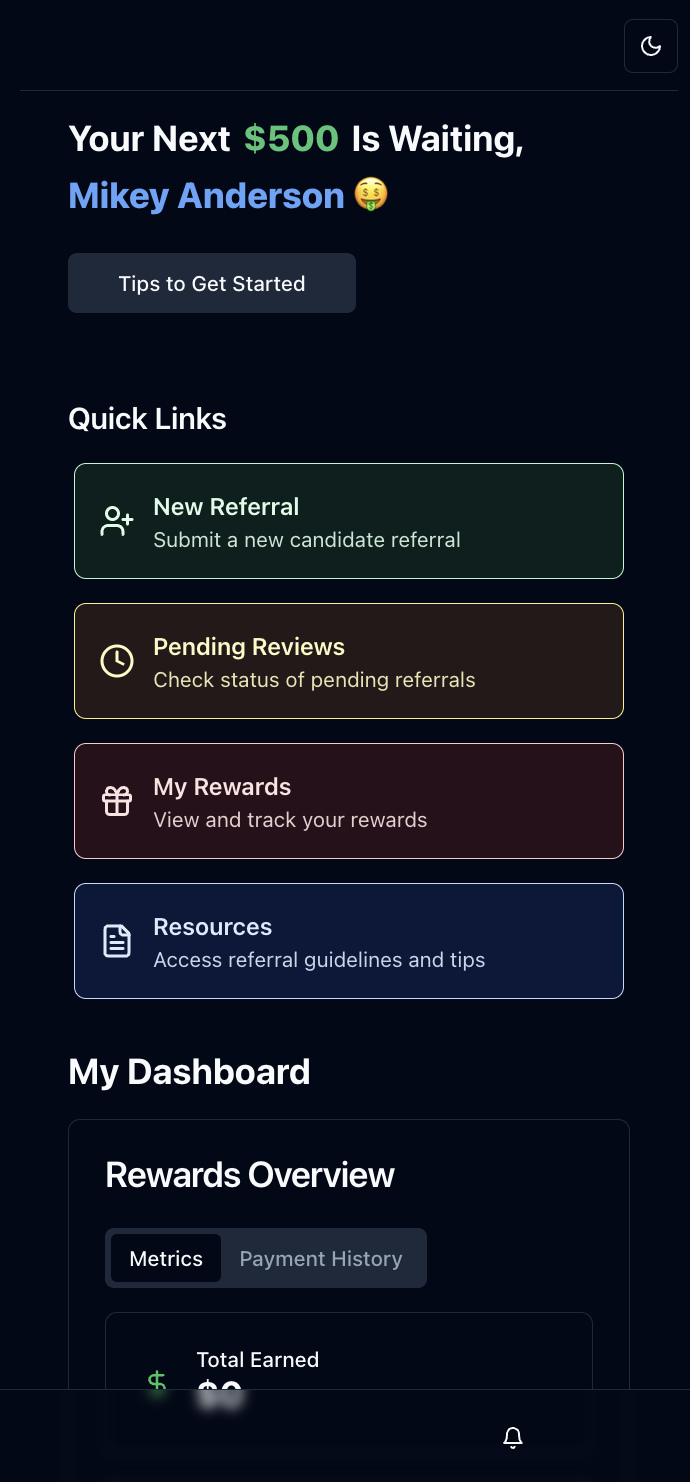 Your Next $500 Is Waiting,
Mikey Anderson 🤑
Tips to Get Started
Quick Links
New Referral
Submit a new candidate referral
Pending Reviews
Check status of pending referrals
My Rewards
View and track your rewards
Resources
Access referral guidelines and tips
My Dashboard
Rewards Overview
Metrics Payment History
Total Earned
$0